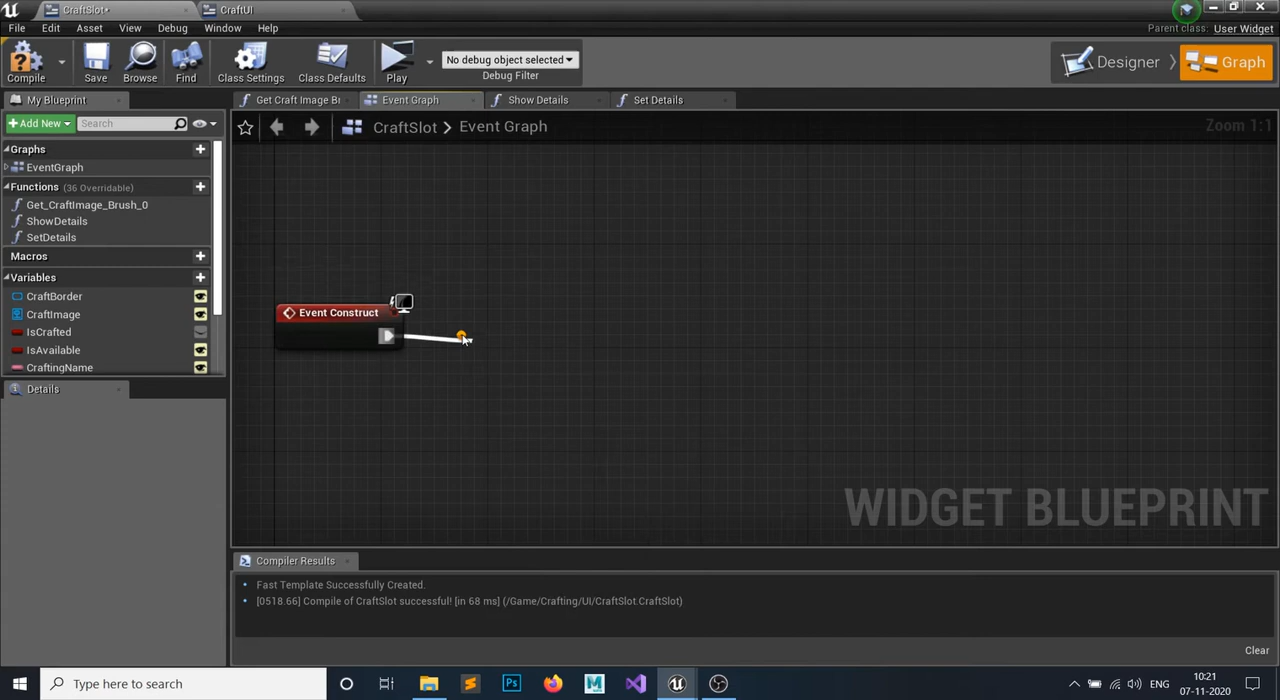 CraftSlot•
CraftUI
File Edit Asset View Debug Window Help
Parent class: User Widget
Compile
Save
Browse
Find
Class Settings
Class Defaults
Play
No debug object selected
Debug Filter
Designer
Graph
My Blueprint
Get Craft Image Br
Event Graph
Show Details
Set Details
Add New
Search
CraftSlot > Event Graph
Zoom 1:1
Graphs
EventGraph
Functions (36 Overridable)
Get_CraftImage_Brush_0
ShowDetails
SetDetails
Macros
Variables
CraftBorder
CraftImage
IsCrafted
IsAvailable
CraftingName
Details
Event Construct
WIDGET BLUEPRINT
Compiler Results
• Fast Template Successfully Created.
• [0518.66] Compile of CraftSlot successful! [in 68 ms] (/Game/Crafting/UI/CraftSlot.CraftSlot)
Clear
Type here to search
Ps
M
ENG
10:21
07-11-2020